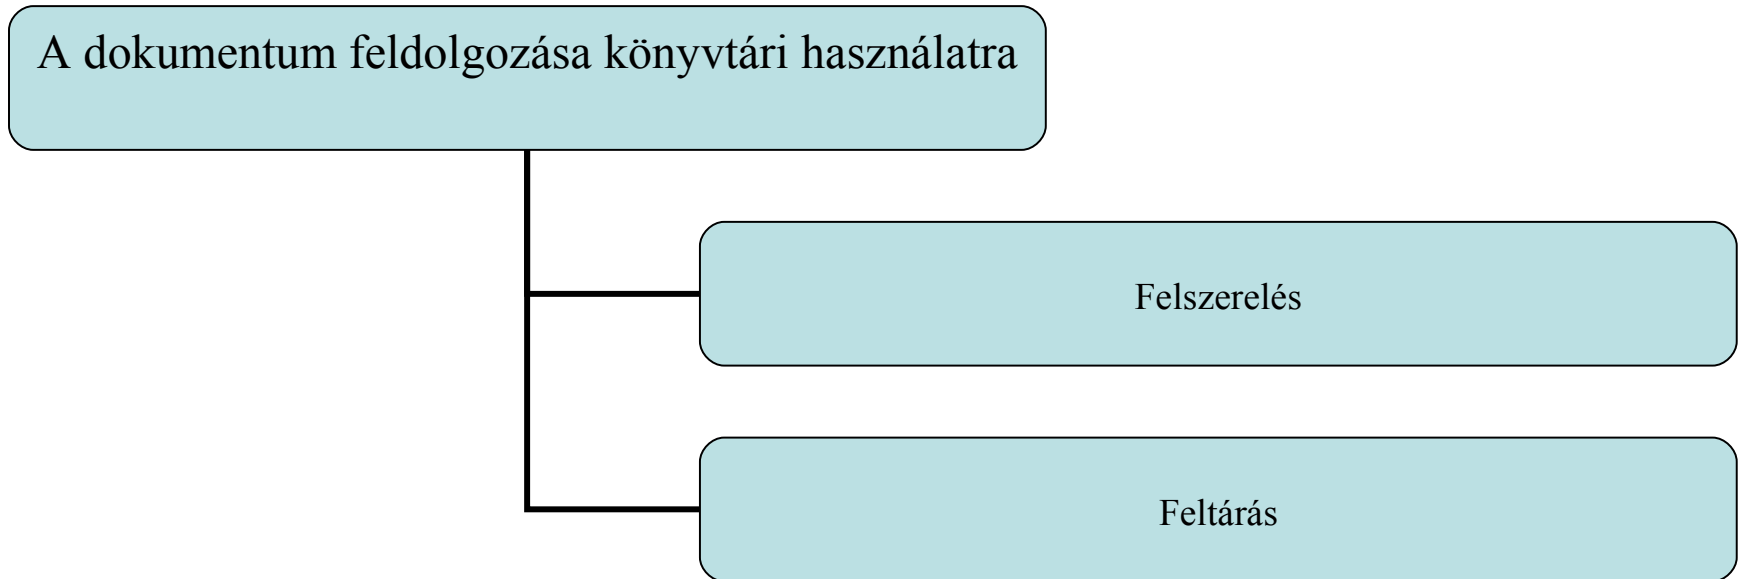 A dokumentum feldolgozása könyvtári használatra
Felszerelés
Feltárás